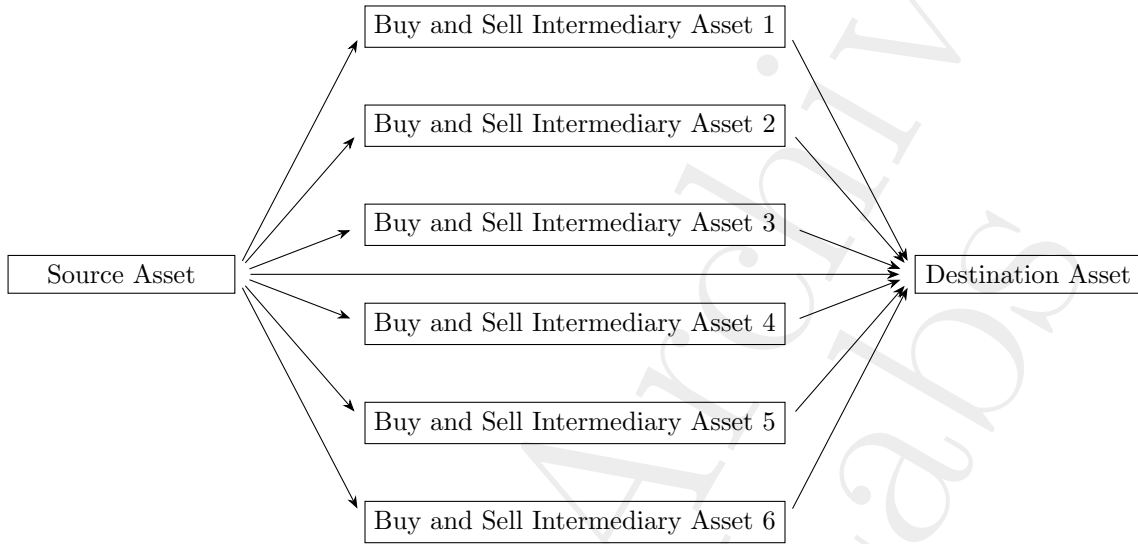 Buy and Sell Intermediary Asset 1
Buy and Sell Intermediary Asset 2
Buy and Sell Intermediary Asset 3
Source Asset
Destination Asset
Buy and Sell Intermediary Asset 4
Buy and Sell Intermediary Asset 5
Buy and Sell Intermediary Asset 6
Archiv
abs